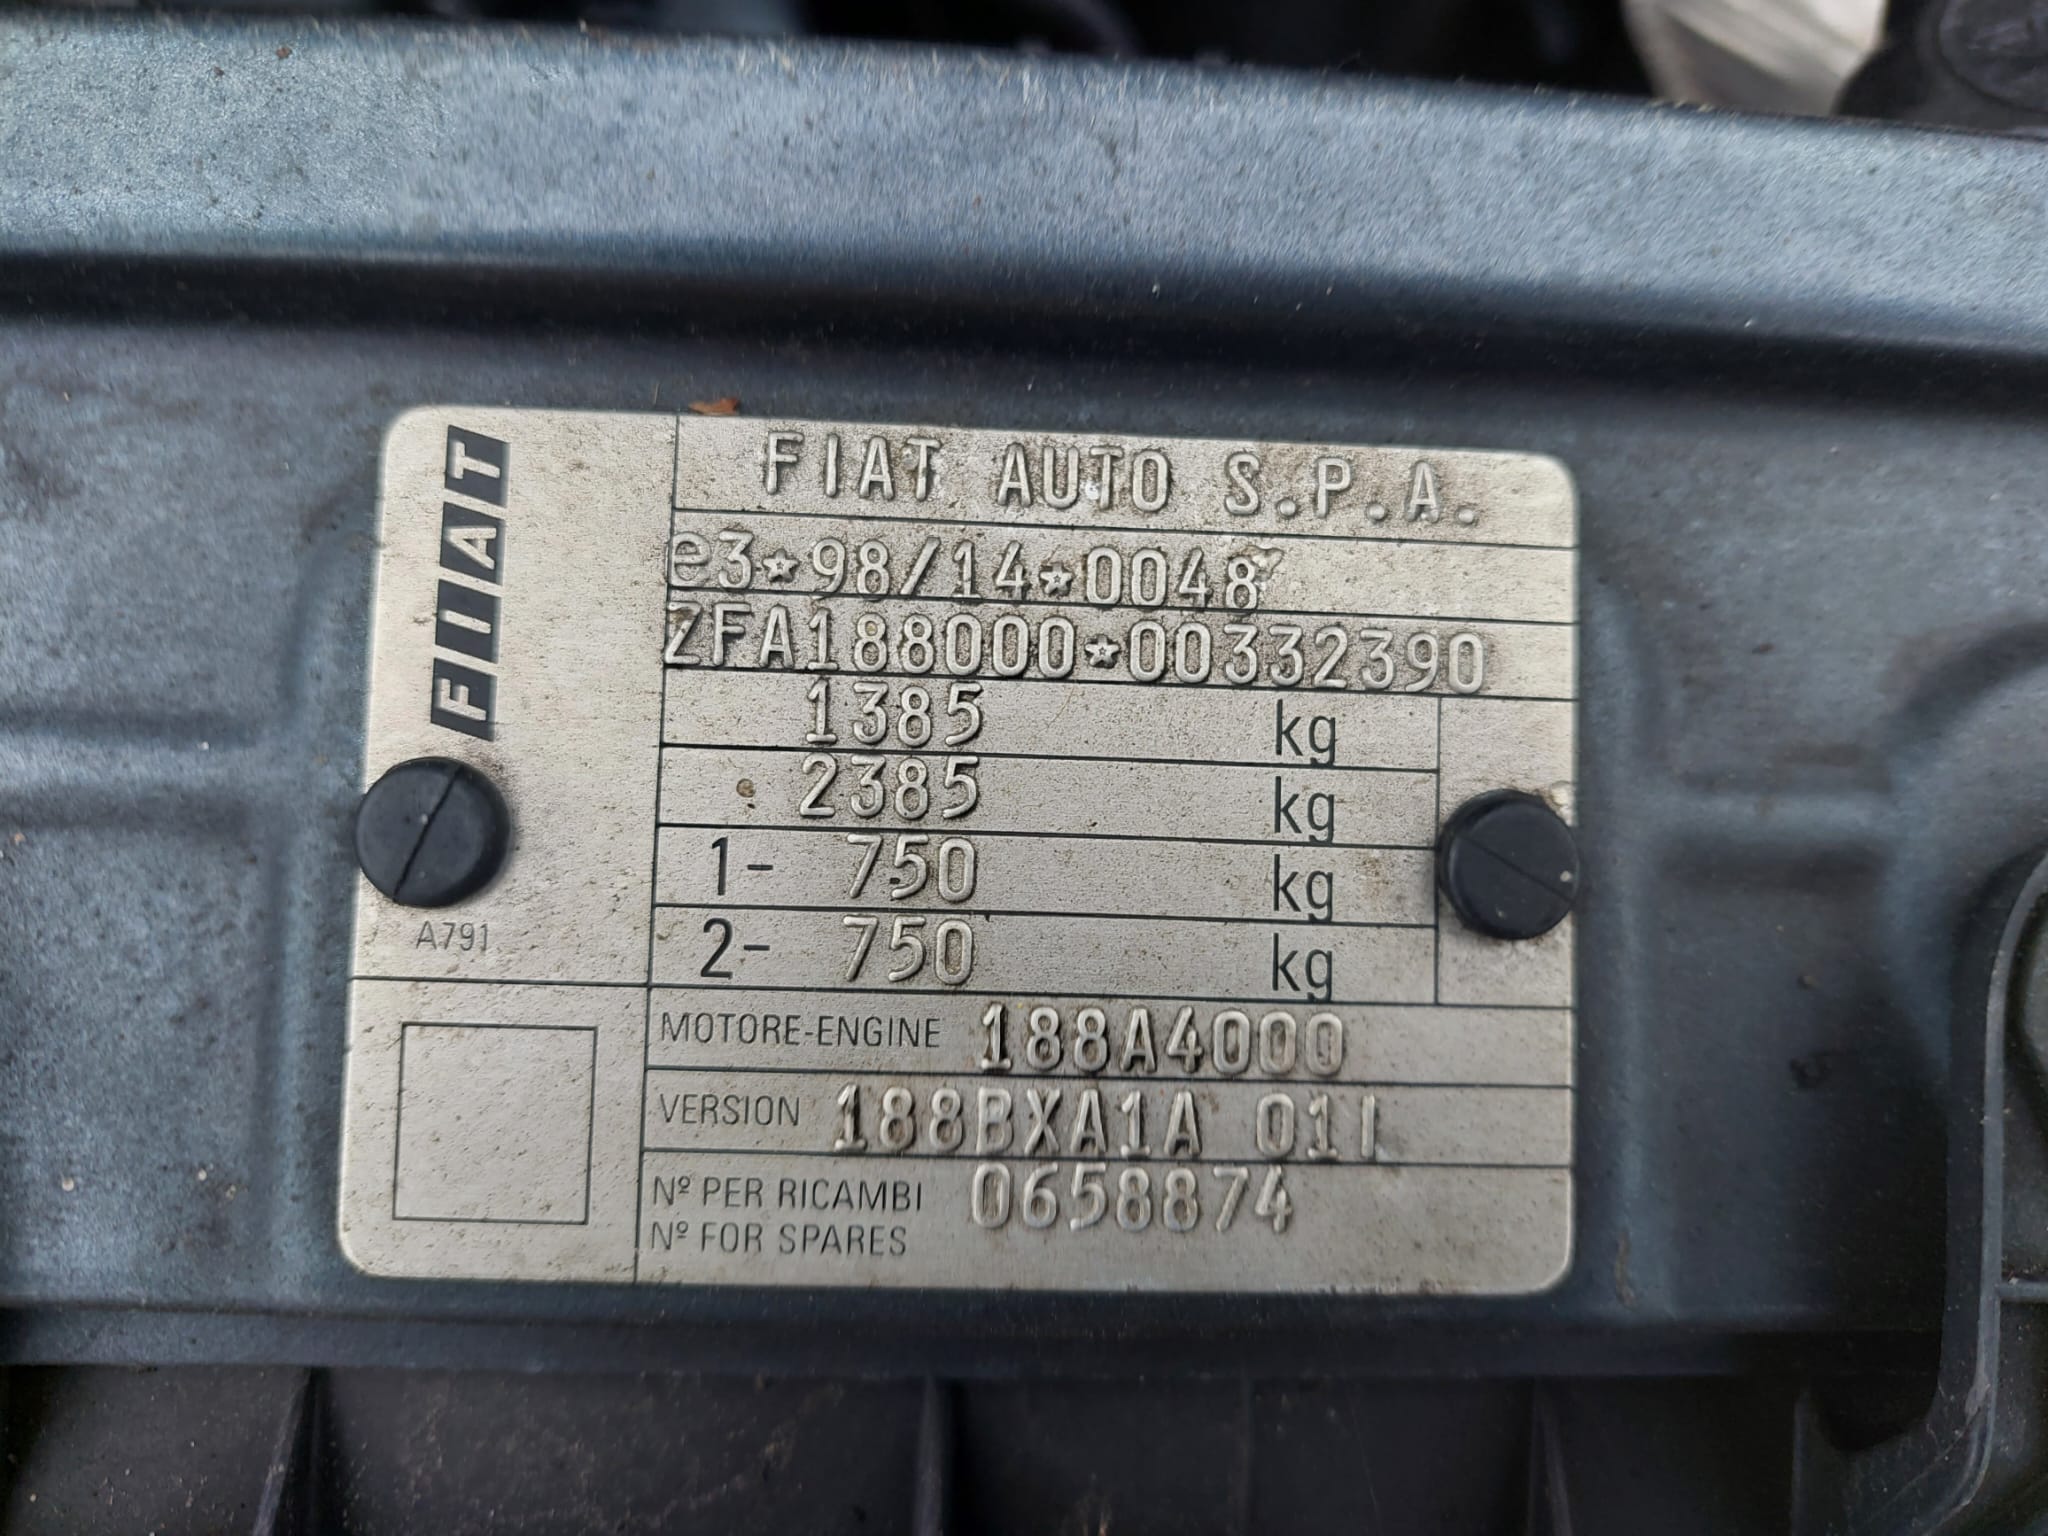 FIAT
FIAT AUTO S.P.A.
e3*98/14*0048*
ZFA188000*00332390
1385 kg
2385 kg
1- 750 kg
2- 750 kg
A791
MOTORE-ENGINE 188A4000
VERSION 188BXA1A 01I
Nº PER RICAMBI 0658874
Nº FOR SPARES